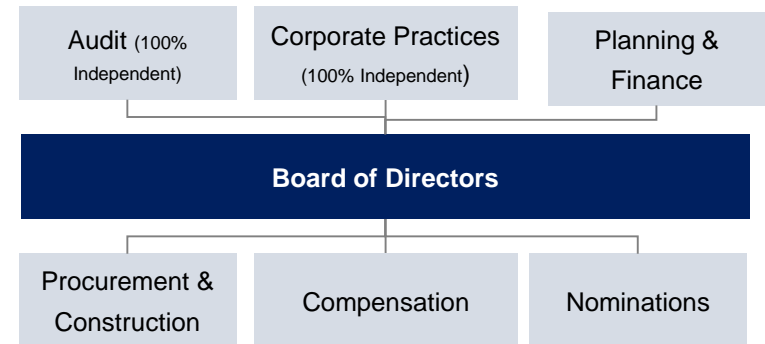 Audit (100%
Independent)
Corporate Practices
(100% Independent)
Planning &
Finance
Board of Directors
Procurement &
Construction
Compensation
Nominations